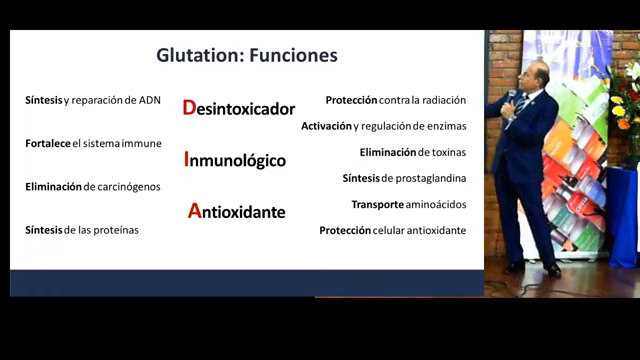 Glutation: Funciones
Síntesis y reparación de ADN
Fortalece el sistema immune
Eliminación de carcinógenos
Síntesis de las proteínas
Desintoxicador
Inmunológico
Antioxidante
Protección contra la radiación
Activación y regulación de enzimas
Eliminación de toxinas
Síntesis de prostaglandina
Transporte aminoácidos
Protección celular antioxidante